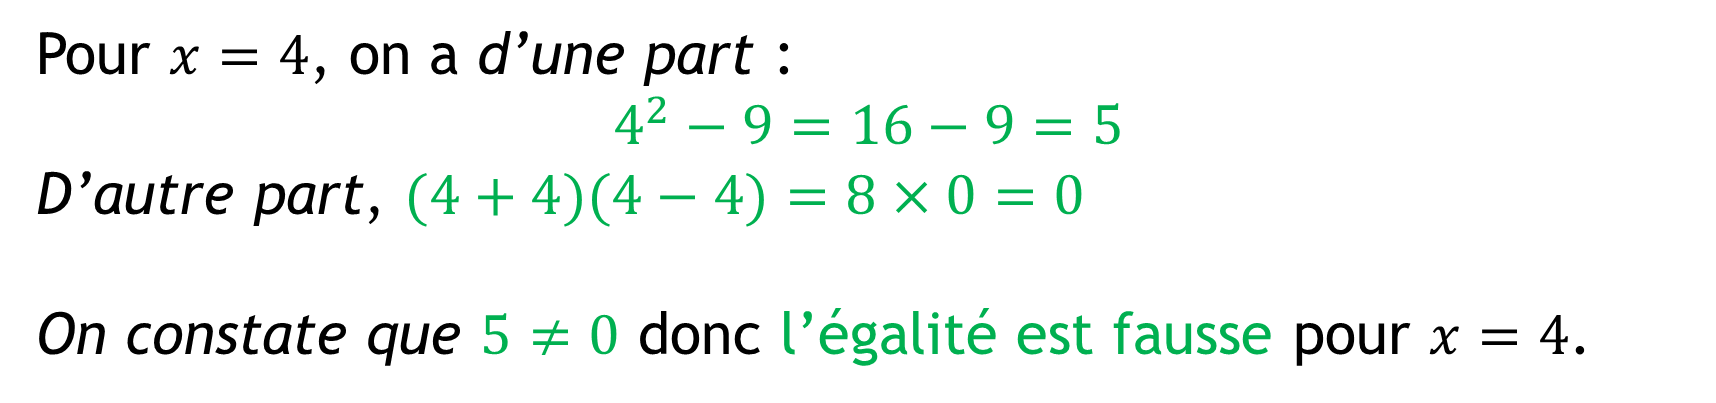 Pour x = 4, on a d’une part :
4² − 9 = 16 − 9 = 5
D’autre part, (4 + 4)(4 − 4) = 8 × 0 = 0
On constate que 5 ≠ 0 donc l’égalité est fausse pour x = 4.